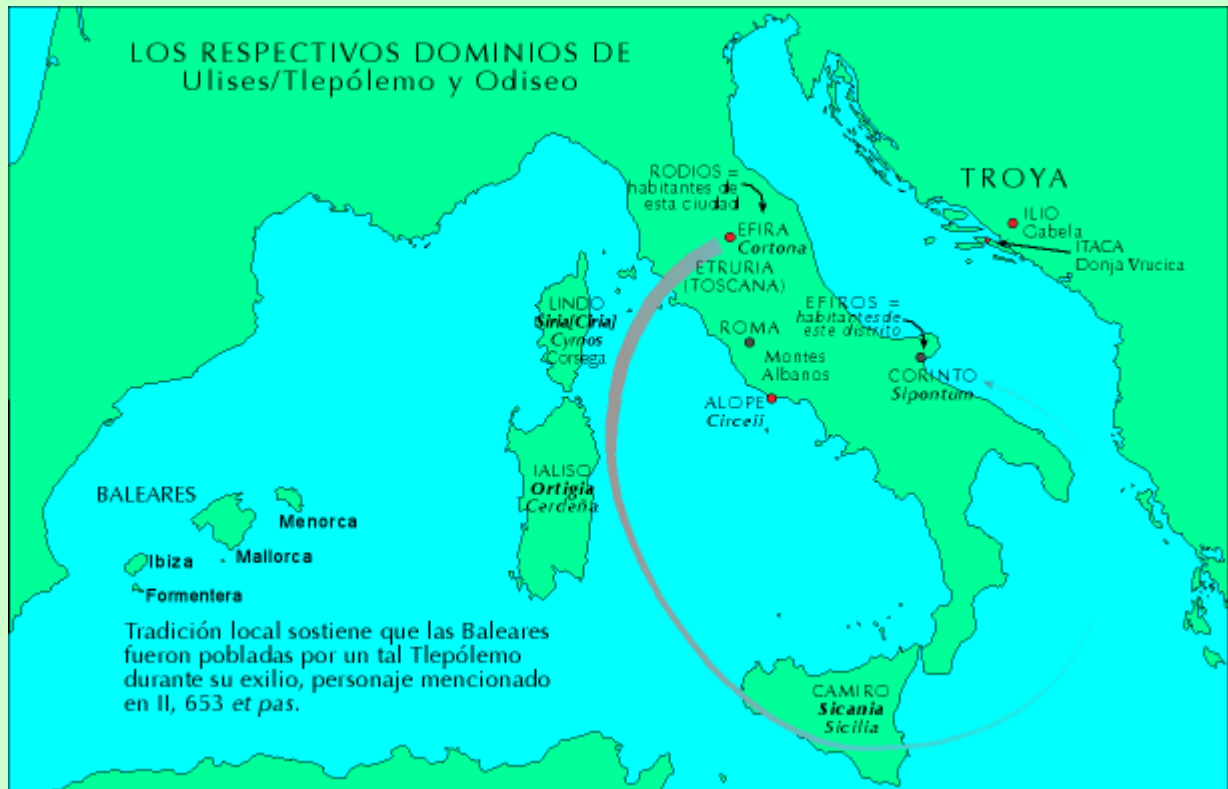 LOS RESPECTIVOS DOMINIOS DE
Ulises/Tlepólemo y Odiseo
RODIOS =
habitantes de
esta ciudad
TROYA
ILIO
Gabela
ITACA
Donja Vrucica
EFIRA
Cortona
ETRURIA
(TOSCANA)
LINDO
Siria[Ciria]
Cyrnos
Corsega
EFIROS =
habitantes de
este distrito
ROMA
Montes
Albanos
CORINTO
Sipontum
ALOPE
Circeii
IALISO
Ortigia
Cerdeña
BALEARES
Menorca
Mallorca
Ibiza
Formentera
Tradición local sostiene que las Baleares
fueron pobladas por un tal Tlepólemo
durante su exilio, personaje mencionado
en II, 653 et pas.
CAMIRO
Sicania
Sicilia